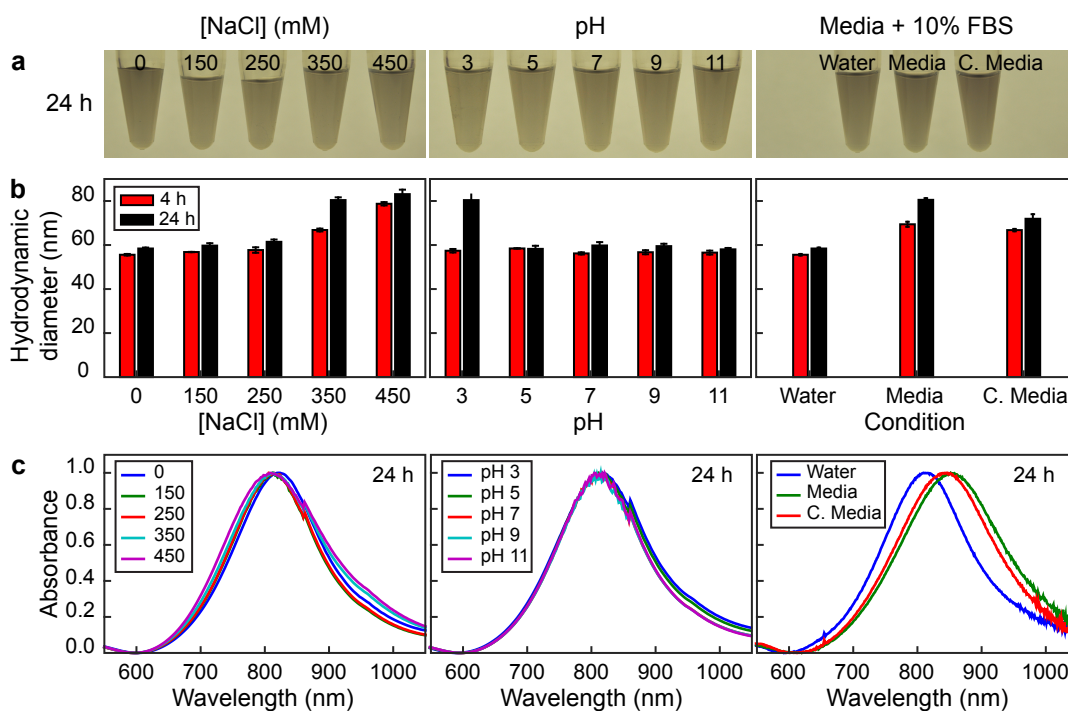 [NaCl] (mM) pH Media + 10% FBS
a
24 h
0 150 250 350 450
3 5 7 9 11
Water Media C. Media
b
Hydrodynamic
diameter (nm)
80
60
40
20
0
4 h
24 h
0 150 250 350 450
[NaCl] (mM)
3 5 7 9 11
pH
Water Media C. Media
Condition
c
Absorbance
1.0
0.8
0.6
0.4
0.2
0.0
0
150
250
350
450
24 h
600 700 800 900 1000
Wavelength (nm)
pH 3
pH 5
pH 7
pH 9
pH 11
24 h
600 700 800 900 1000
Wavelength (nm)
Water
Media
C. Media
24 h
600 700 800 900 1000
Wavelength (nm)